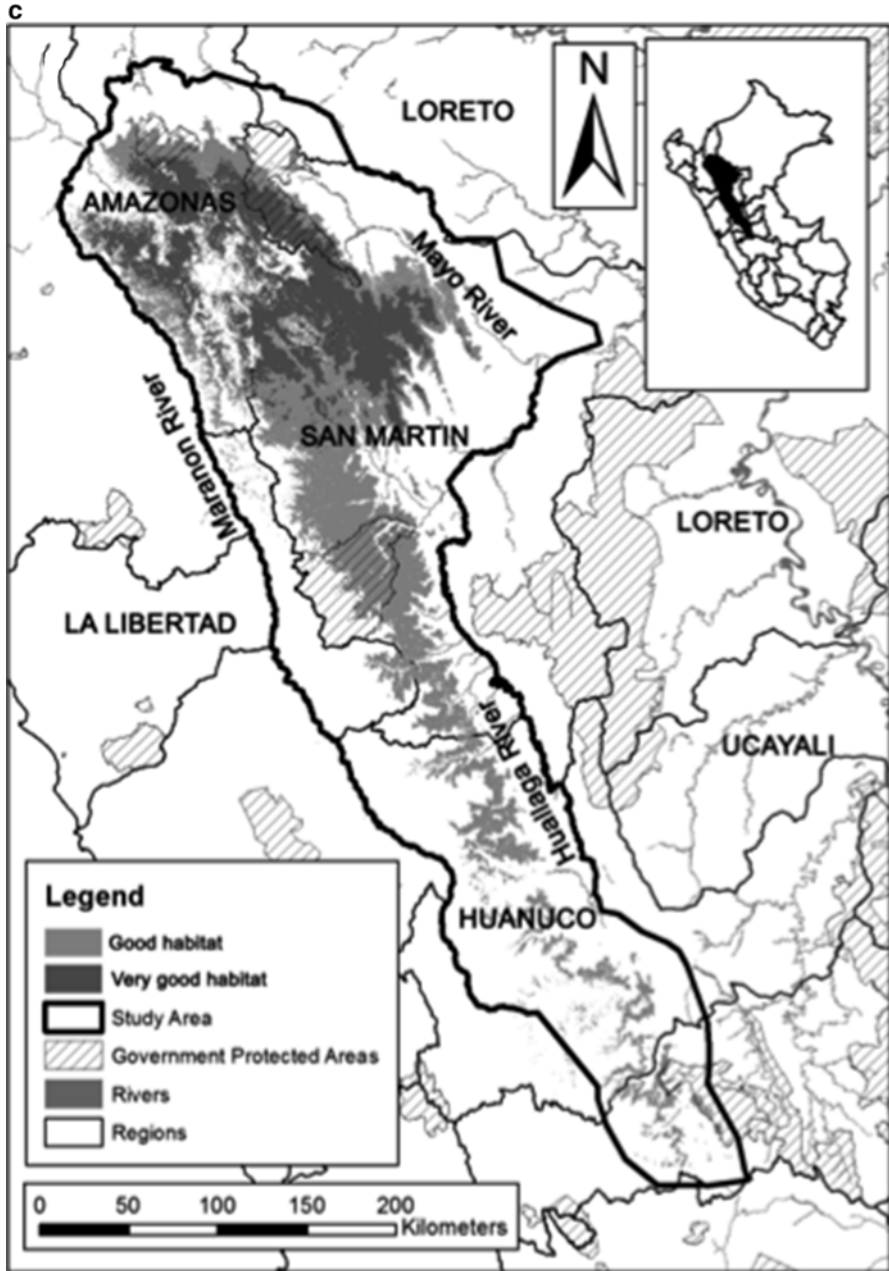 c
N
LORETO
AMAZONAS
Mayo River
Maranon River
SAN MARTIN
LORETO
LA LIBERTAD
Huallaga River
UCAYALI
HUANUCO
Legend
Good habitat
Very good habitat
Study Area
Government Protected Areas
Rivers
Regions
0 50 100 150 200
Kilometers